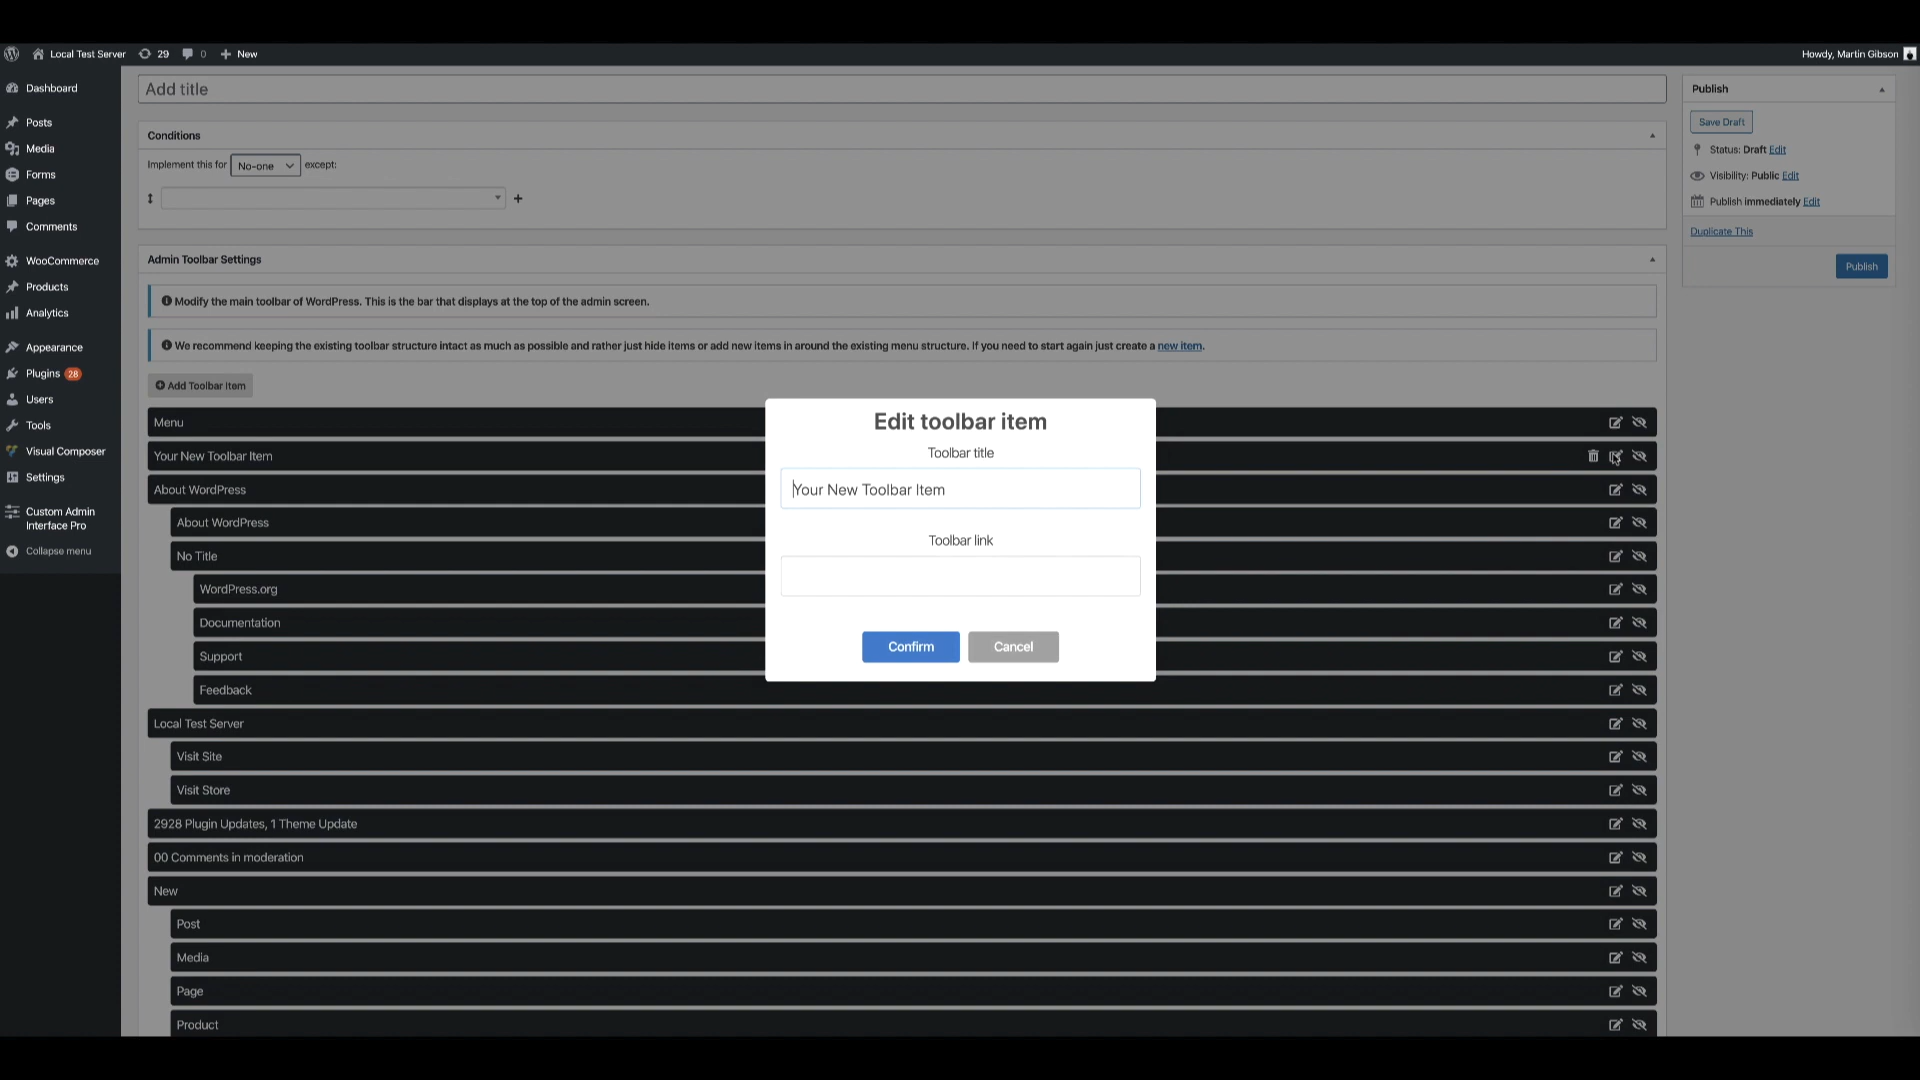 Local Test Server 29 0 New Howdy, Martin Gibson
Dashboard
Posts
Media
Forms
Pages
Comments
WooCommerce
Products
Analytics
Appearance
Plugins 28
Users
Tools
Visual Composer
Settings
Custom Admin
Interface Pro
Collapse menu
Add title
Conditions
Implement this for No-one except:
Admin Toolbar Settings
Modify the main toolbar of WordPress. This is the bar that displays at the top of the admin screen.
We recommend keeping the existing toolbar structure intact as much as possible and rather just hide items or add new items in around the existing menu structure. If you need to start again just create a new item.
Add Toolbar Item
Menu
Your New Toolbar Item
About WordPress
About WordPress
No Title
WordPress.org
Documentation
Support
Feedback
Local Test Server
Visit Site
Visit Store
2928 Plugin Updates, 1 Theme Update
00 Comments in moderation
New
Post
Media
Page
Product
Edit toolbar item
Toolbar title
Your New Toolbar Item
Toolbar link
Confirm Cancel
Publish
Save Draft
Status: Draft Edit
Visibility: Public Edit
Publish immediately Edit
Duplicate This
Publish